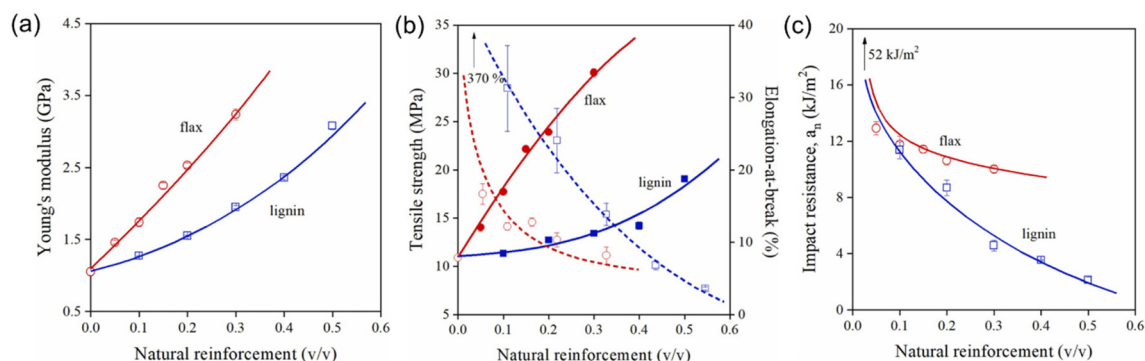 (a)
Young's modulus (GPa)
4.5
3.5
2.5
1.5
0.5
flax
lignin
0.0 0.1 0.2 0.3 0.4 0.5 0.6
Natural reinforcement (v/v)
(b)
Tensile strength (MPa)
35
30
25
20
15
10
5
370 %
flax
lignin
40
30
20
10
0
Elongation-at-break (%)
0.0 0.1 0.2 0.3 0.4 0.5 0.6
Natural reinforcement (v/v)
(c)
Impact resistance, aₙ (kJ/m²)
20
16
12
8
4
0
52 kJ/m²
flax
lignin
0.0 0.1 0.2 0.3 0.4 0.5 0.6
Natural reinforcement (v/v)